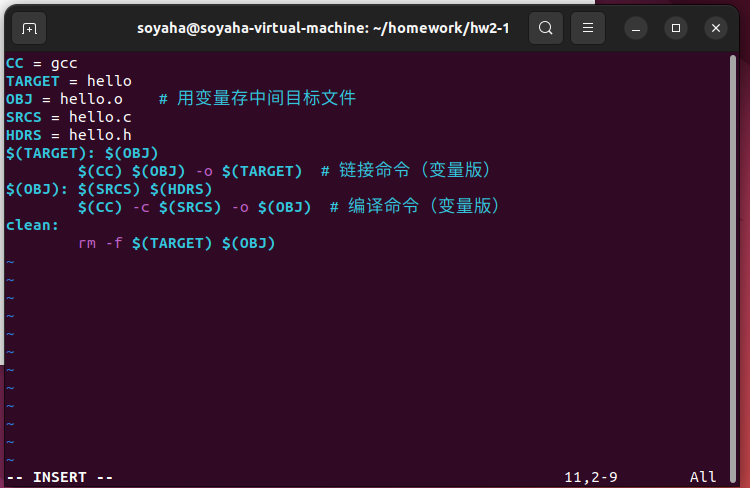 soyaha@soyaha-virtual-machine: ~/homework/hw2-1
CC = gcc
TARGET = hello
OBJ = hello.o    # 用变量存中间目标文件
SRCS = hello.c
HDRS = hello.h
$(TARGET): $(OBJ)
        $(CC) $(OBJ) -o $(TARGET)  # 链接命令（变量版）
$(OBJ): $(SRCS) $(HDRS)
        $(CC) -c $(SRCS) -o $(OBJ)  # 编译命令（变量版）
clean:
        rm -f $(TARGET) $(OBJ)
~
~
~
~
~
~
~
~
~
~
~
~
-- INSERT --    11,2-9    All